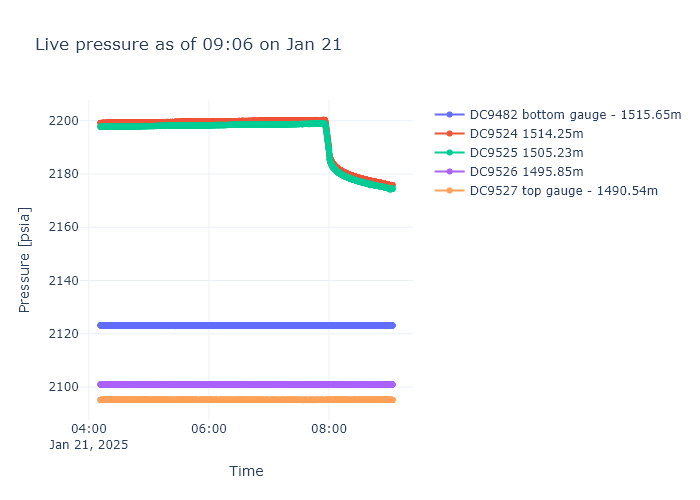 Live pressure as of 09:06 on Jan 21
DC9482 bottom gauge - 1515.65m
DC9524 1514.25m
DC9525 1505.23m
DC9526 1495.85m
DC9527 top gauge - 1490.54m
Pressure [psia]
2200
2180
2160
2140
2120
2100
04:00
06:00
08:00
Jan 21, 2025
Time